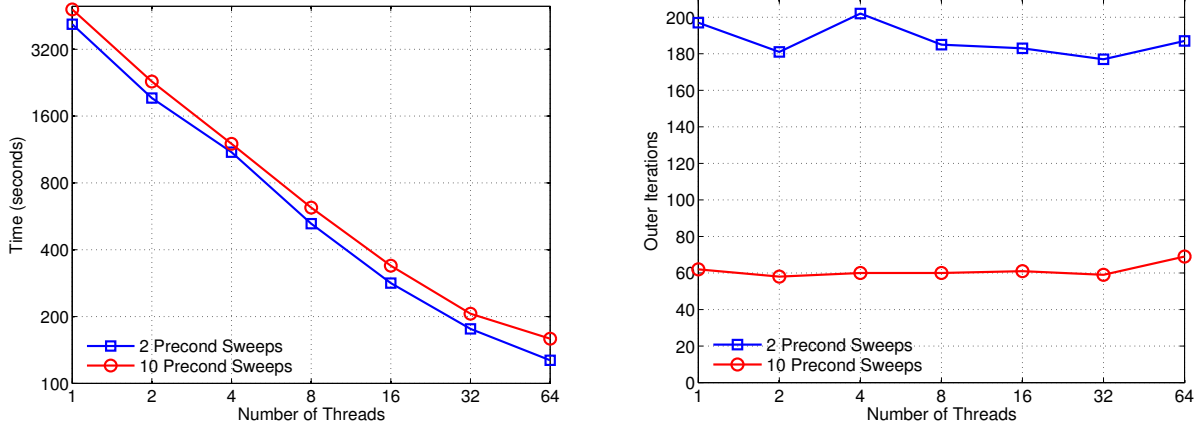 3200
1600
800
400
200
100
Time (seconds)
2 Precond Sweeps
10 Precond Sweeps
1 2 4 8 16 32 64
Number of Threads
200
180
160
140
120
100
80
60
40
20
0
Outer Iterations
2 Precond Sweeps
10 Precond Sweeps
1 2 4 8 16 32 64
Number of Threads